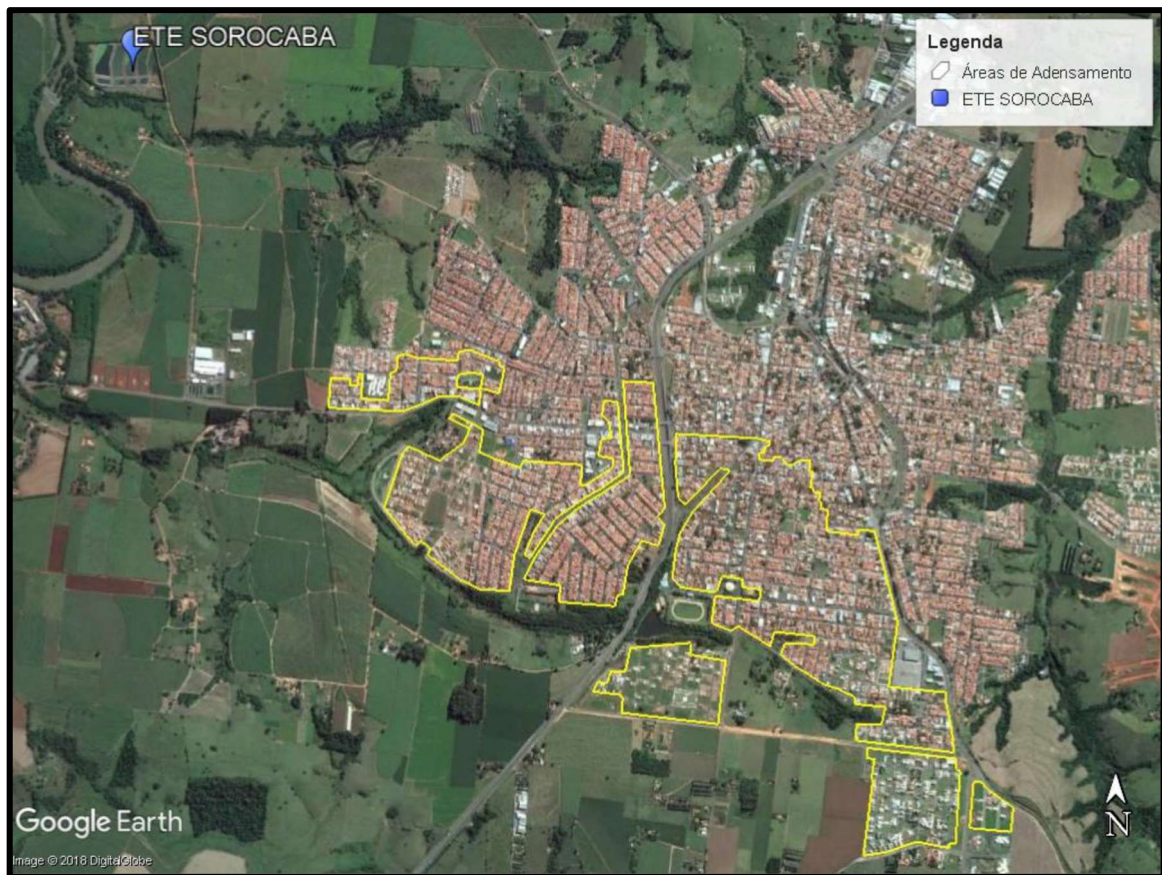 ETE SOROCABA
Legenda
Áreas de Adensamento
ETE SOROCABA
N
Google Earth
Image © 2018 DigitalGlobe